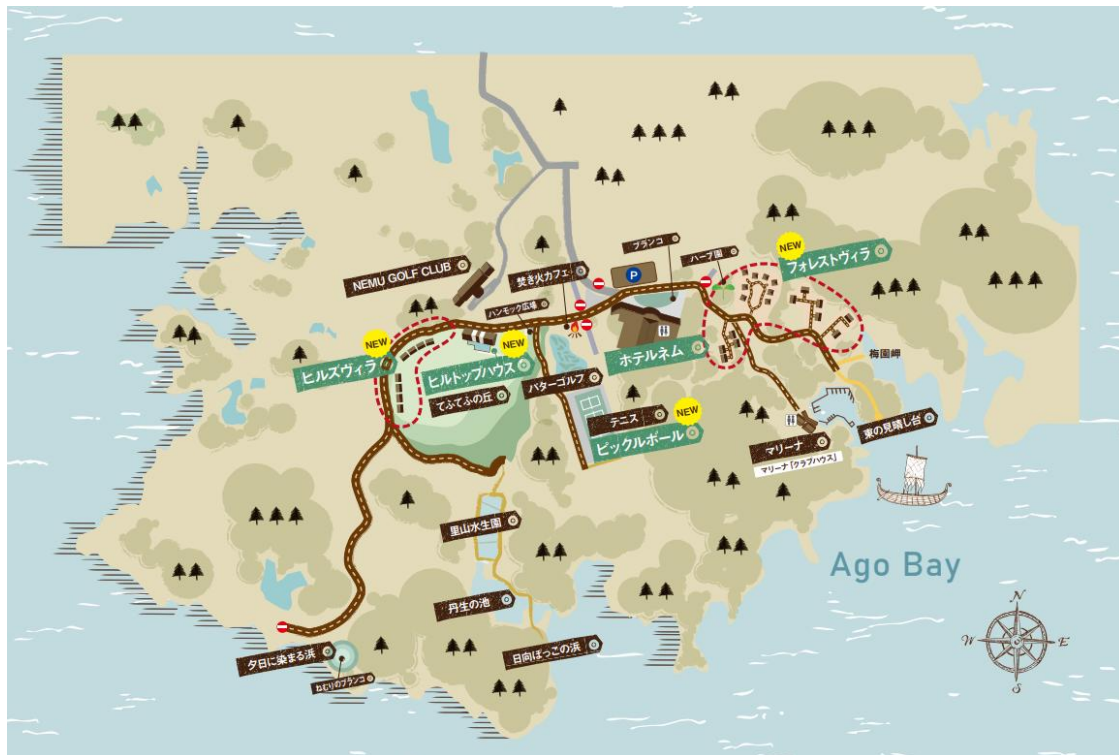 ブランコ
ハーブ園
NEW
フォレストヴィラ
P
NEMU GOLF CLUB
焚き火カフェ
ハンモック広場
NEW
ヒルズヴィラ
NEW
ヒルトップハウス
ホテルネム
梅園岬
てふてふの丘
パターゴルフ
テニス
NEW
ピックルボール
マリーナ
マリーナ「クラブハウス」
東の見晴し台
里山水生園
Ago Bay
丹生の池
日向ぼっこの浜
夕日に染まる浜
ねむりのブランコ
N
W
E
S